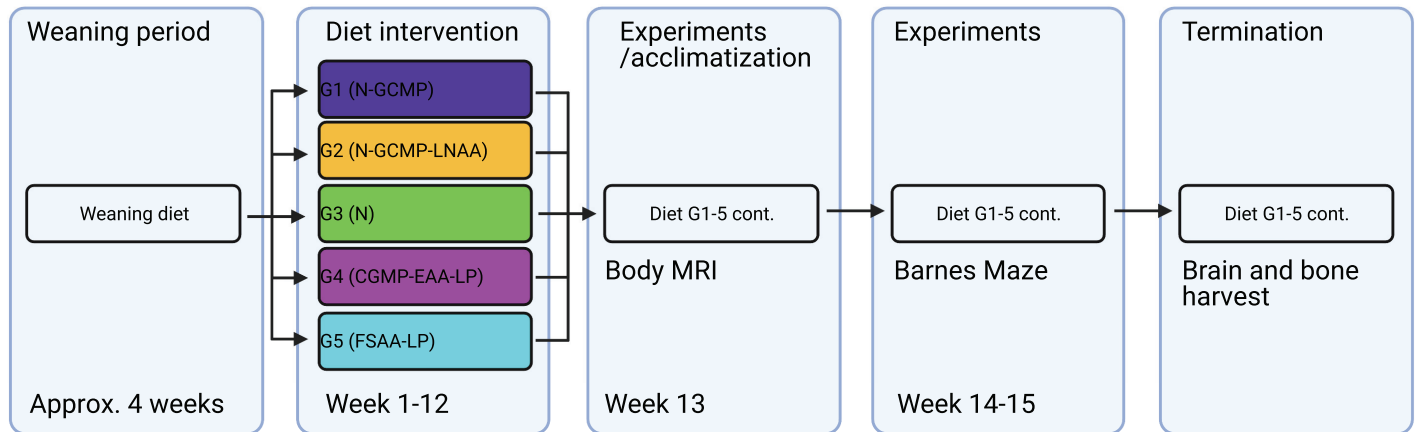 Weaning period
Weaning diet
Approx. 4 weeks
Diet intervention
G1 (N-GCMP)
G2 (N-GCMP-LNAA)
G3 (N)
G4 (CGMP-EAA-LP)
G5 (FSAA-LP)
Week 1-12
Experiments
/acclimatization
Diet G1-5 cont.
Body MRI
Week 13
Experiments
Diet G1-5 cont.
Barnes Maze
Week 14-15
Termination
Diet G1-5 cont.
Brain and bone
harvest